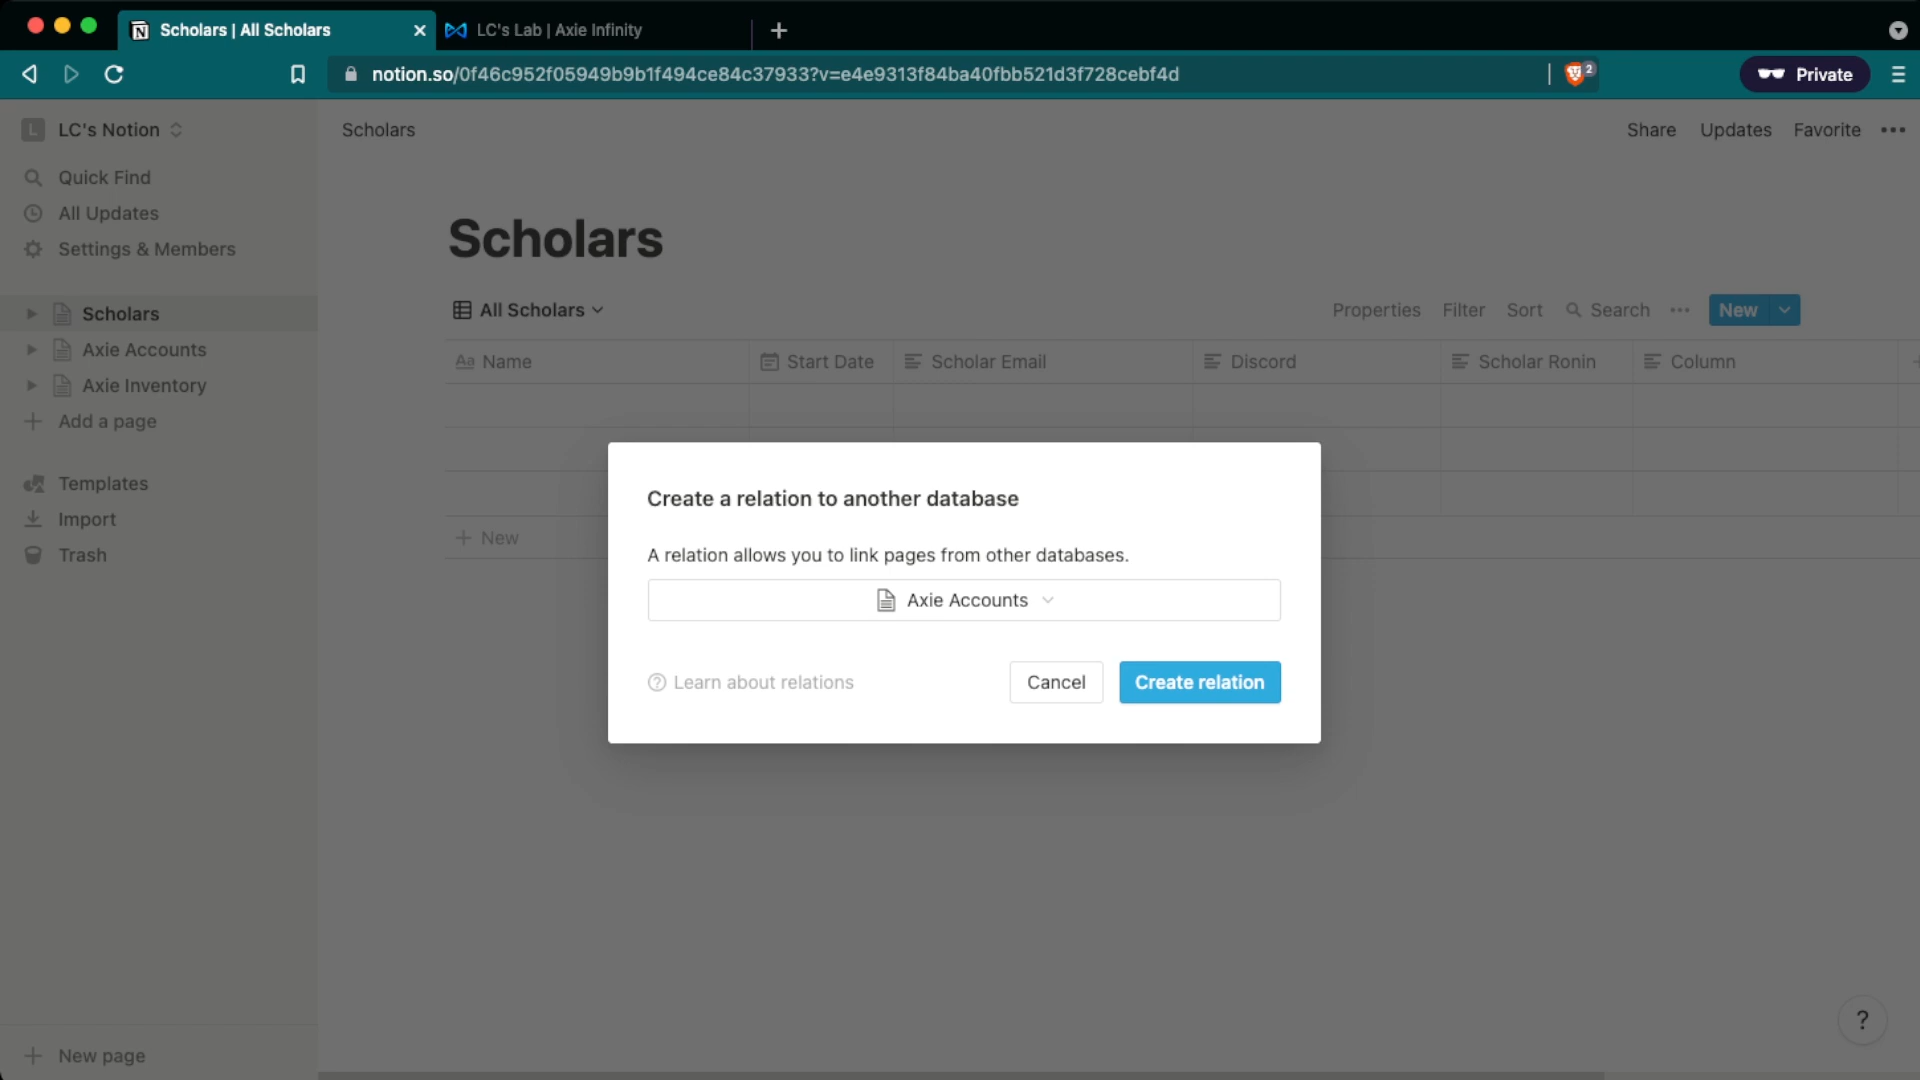 Scholars | All Scholars
LC's Lab | Axie Infinity
notion.so/0f46c952f05949b9b1f494ce84c37933?v=e4e9313f84ba40fbb521d3f728cebf4d
2
Private
L LC's Notion
Scholars
Share Updates Favorite
Quick Find
All Updates
Settings & Members
Scholars
Axie Accounts
Axie Inventory
Add a page
Templates
Import
Trash
New page
Scholars
All Scholars
Properties Filter Sort Search New
Aa Name Start Date Scholar Email Discord Scholar Ronin Column
New
Create a relation to another database
A relation allows you to link pages from other databases.
Axie Accounts
Learn about relations
Cancel
Create relation
?